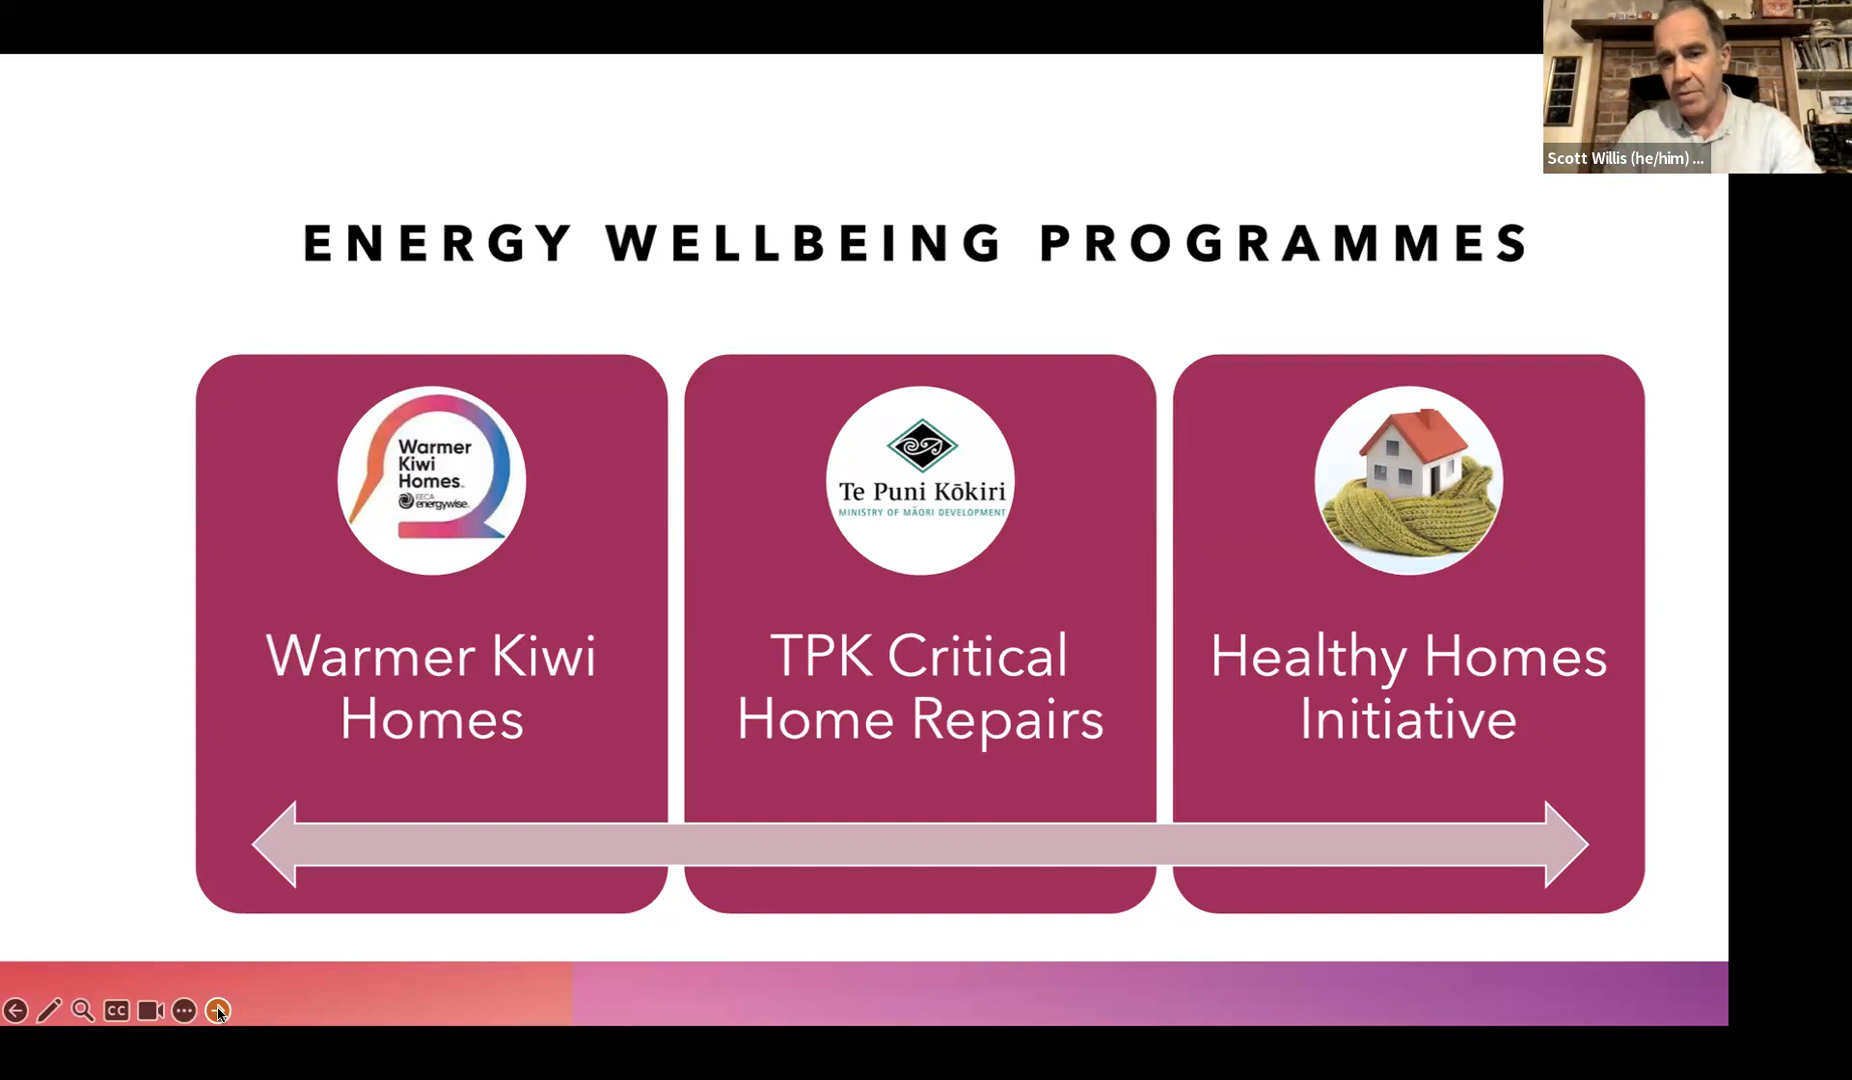 Scott Willis (he/him) ...
ENERGY WELLBEING PROGRAMMES
Warmer
Kiwi
Homes
EECA
energywise
Te Puni Kōkiri
MINISTRY OF MĀORI DEVELOPMENT
Warmer Kiwi
Homes
TPK Critical
Home Repairs
Healthy Homes
Initiative
CC